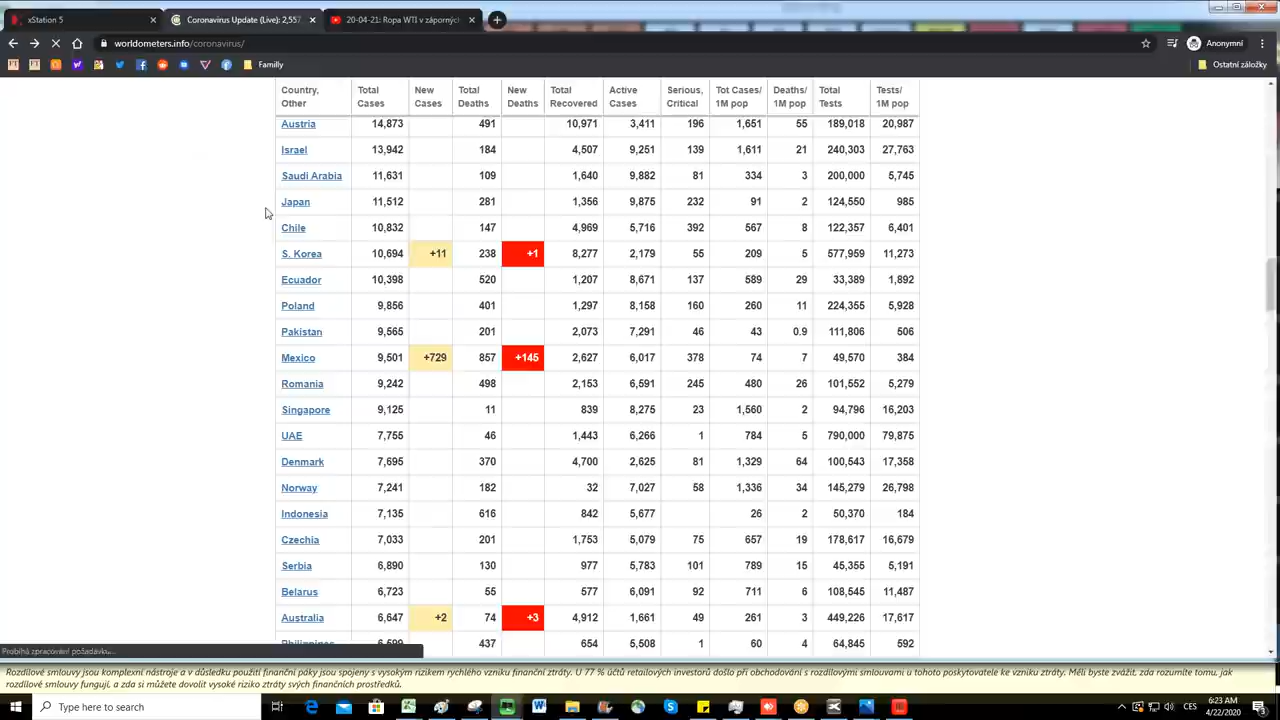 xStation 5
Coronavirus Update (Live): 2,557
20-04-21: Ropa WTI v záporných
worldometers.info/coronavirus/
Anonymní
Familly
Ostatní záložky
Country, Other Total Cases New Cases Total Deaths New Deaths Total Recovered Active Cases Serious, Critical Tot Cases/ 1M pop Deaths/ 1M pop Total Tests Tests/ 1M pop
Austria 14,873 491 10,971 3,411 196 1,651 55 189,018 20,987
Israel 13,942 184 4,507 9,251 139 1,611 21 240,303 27,763
Saudi Arabia 11,631 109 1,640 9,882 81 334 3 200,000 5,745
Japan 11,512 281 1,356 9,875 232 91 2 124,550 985
Chile 10,832 147 4,969 5,716 392 567 8 122,357 6,401
S. Korea 10,694 +11 238 +1 8,277 2,179 55 209 5 577,959 11,273
Ecuador 10,398 520 1,207 8,671 137 589 29 33,389 1,892
Poland 9,856 401 1,297 8,158 160 260 11 224,355 5,928
Pakistan 9,565 201 2,073 7,291 46 43 0.9 111,806 506
Mexico 9,501 +729 857 +145 2,627 6,017 378 74 7 49,570 384
Romania 9,242 498 2,153 6,591 245 480 26 101,552 5,279
Singapore 9,125 11 839 8,275 23 1,560 2 94,796 16,203
UAE 7,755 46 1,443 6,266 1 784 5 790,000 79,875
Denmark 7,695 370 4,700 2,625 81 1,329 64 100,543 17,358
Norway 7,241 182 32 7,027 58 1,336 34 145,279 26,798
Indonesia 7,135 616 842 5,677 26 2 50,370 184
Czechia 7,033 201 1,753 5,079 75 657 19 178,617 16,679
Serbia 6,890 130 977 5,783 101 789 15 45,355 5,191
Belarus 6,723 55 577 6,091 92 711 6 108,545 11,487
Australia 6,647 +2 74 +3 4,912 1,661 49 261 3 449,226 17,617
Philippines 6,599 437 654 5,508 1 60 4 64,845 592
Probíhá zpracování požadavku...
Rozdílové smlouvy jsou komplexní nástroje a v důsledku použití finanční páky jsou spojeny s vysokým rizikem rychlého vzniku finanční ztráty. U 77 % účtů retailových investorů došlo při obchodování s rozdílovými smlouvami u tohoto poskytovatele ke vzniku ztráty. Měli byste zvážit, zda rozumíte tomu, jak
rozdílové smlouvy fungují, a zda si můžete dovolit vysoké riziko ztráty svých finančních prostředků.
Type here to search
CES
6:23 AM
4/22/2020